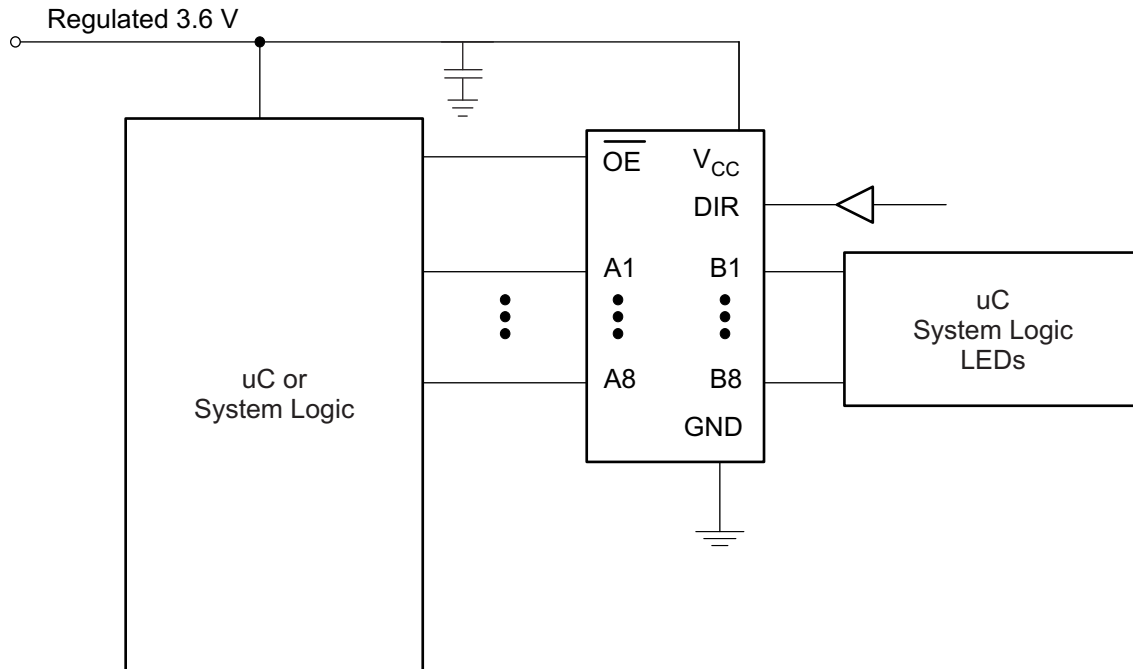 Regulated 3.6 V
OE
VCC
DIR
A1
B1
uC or
System Logic
A8
B8
GND
uC
System Logic
LEDs